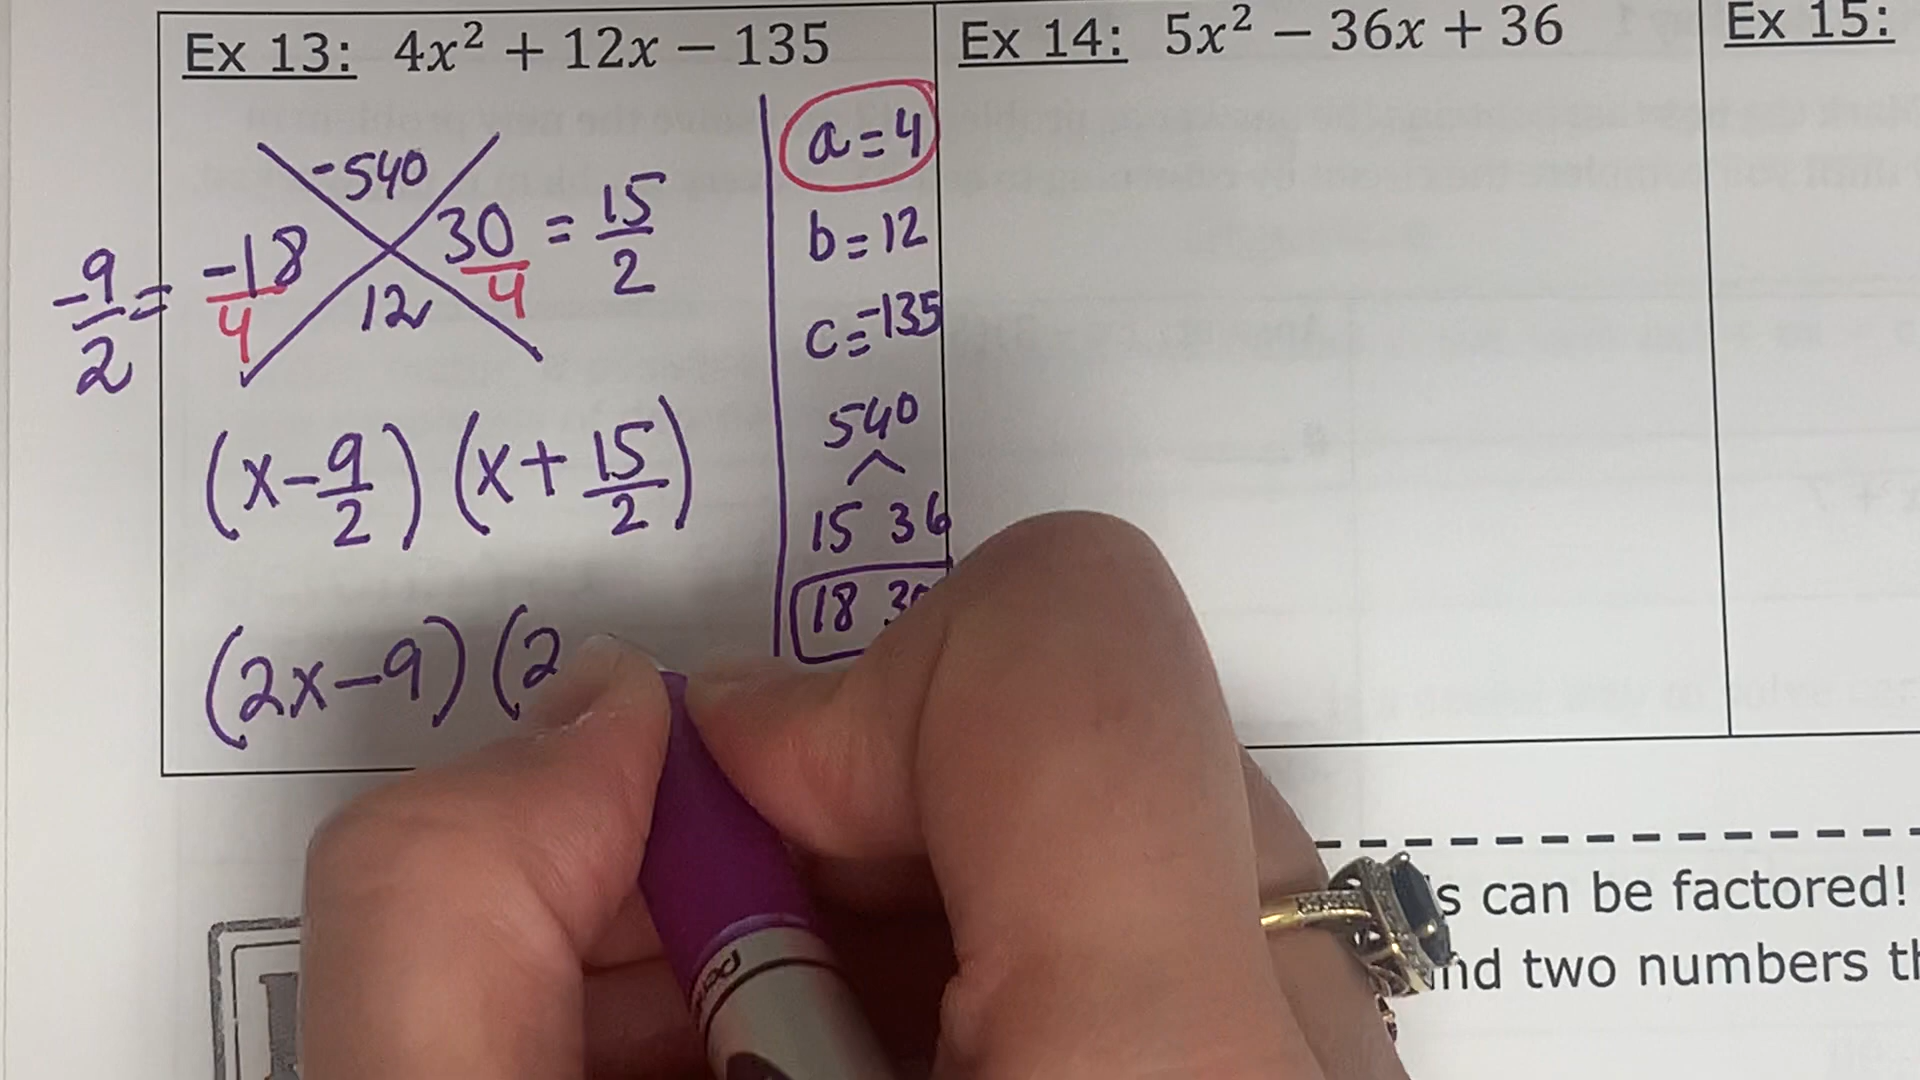 Ex 13: 4x² + 12x − 135
-540
-18/4 30/4 = 15/2
-9/2 =
12
(x - 9/2) (x + 15/2)
(2x - 9) (2
a = 4
b = 12
c = -135
540
15 36
18
Ex 14: 5x² − 36x + 36
Ex 15:
can be factored!
two numbers